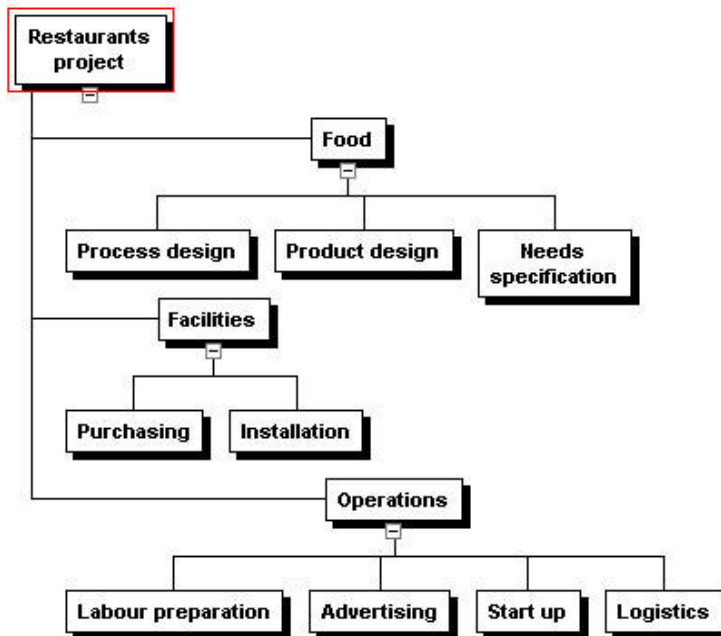 Restaurants
project
Food
Process design
Product design
Needs
specification
Facilities
Purchasing
Installation
Operations
Labour preparation
Advertising
Start up
Logistics